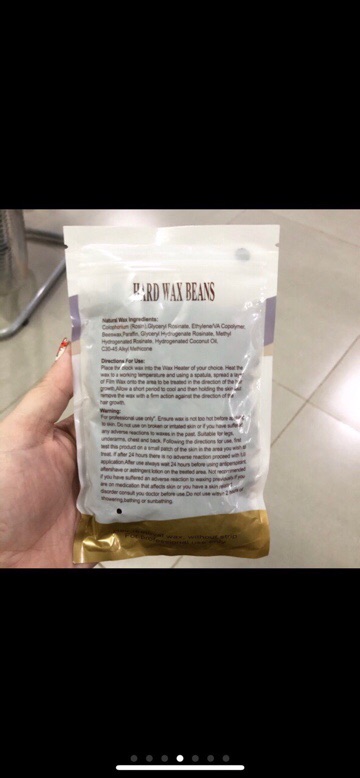 HARD WAX BEANS
Natural Wax Ingredients:
Colophonium (Rosin), Glyceryl Rosinate, Ethylene/VA Copolymer,
Beeswax, Parafin, Glyceryl Hydrogenate Rosinate, Methyl
Hydrogenated Rosinate, Hydrogenated Coconut Oil,
C30-45 Alkyl Methicone
Directions For Use:
Place the block wax into the Wax Heater of your choice. Heat the
wax to a working temperature and using a spatula, spread a
of Film Wax onto the area to be treated in the direction of the hair
growth. Allow a short period to cool and then holding the skin
remove the wax with a firm action against the direction of the
hair growth.
Warning:
For professional use only". Ensure wax is not too hot before
to skin. Do not use on broken or irritated skin or if you have suffered
any adverse reactions to waxes in the past. Suitable for legs,
underarms, chest and back. Following the directions for use, first
test this product on a small patch of skin in the area you wish to
treat. If after 24 hours there is no adverse reaction proceed with full
application. After use always wait 24 hours before using antiperspirant,
aftershave or astringent lotion on the treated area. Not recommended
if you have suffered an adverse reaction to waxing previously, if you
are on medication that affects skin or you have a skin
disorder consult you doctor before use. Do not use within 2 hours of
showering, bathing or sunbathing.